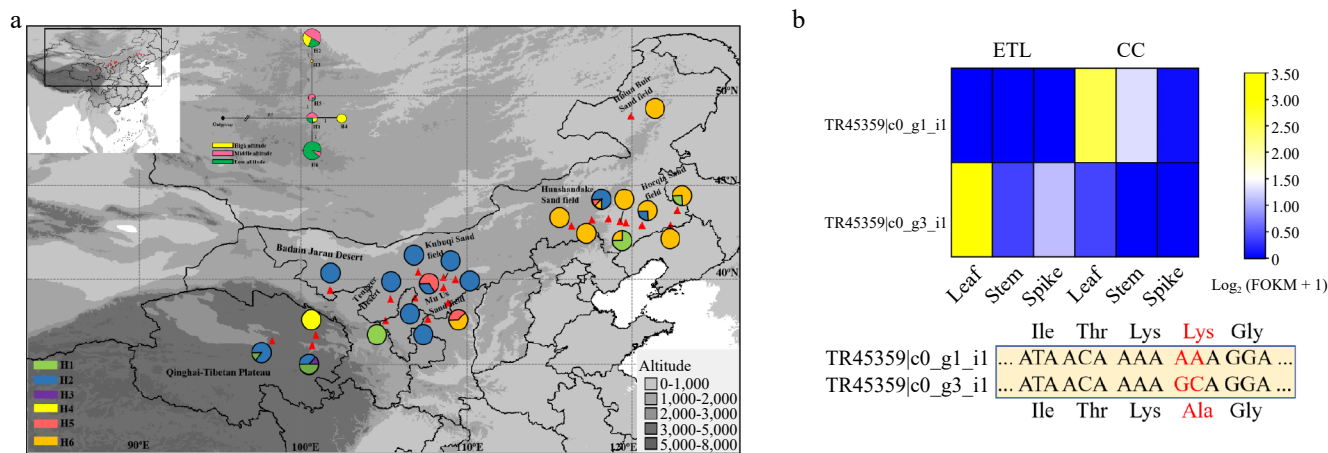 a
50°N
45°N
40°N
90°E
100°E
110°E
120°E
H2
H5
H4
H6
Outgroup
High altitude
Middle altitude
Low altitude
Hulun Buir
Sand field
Horqin Sand
field
Hunshandake
Sand field
Badain Jaran Desert
Kubuqi Sand
field
Tengger
Desert
Mu Us
Sand field
Qinghai-Tibetan Plateau
H1
H2
H3
H4
H5
H6
Altitude
0-1,000
1,000-2,000
2,000-3,000
3,000-5,000
5,000-8,000
b
ETL CC
TR45359|c0_g1_i1
TR45359|c0_g3_i1
Leaf Stem Spike Leaf Stem Spike
3.50
3.00
2.50
2.00
1.50
1.00
0.50
0
Log₂ (FOKM + 1)
Ile Thr Lys Lys Gly
TR45359|c0_g1_i1 ... ATA ACA AAA AAA GGA ...
TR45359|c0_g3_i1 ... ATA ACA AAA GCA GGA ...
Ile Thr Lys Ala Gly